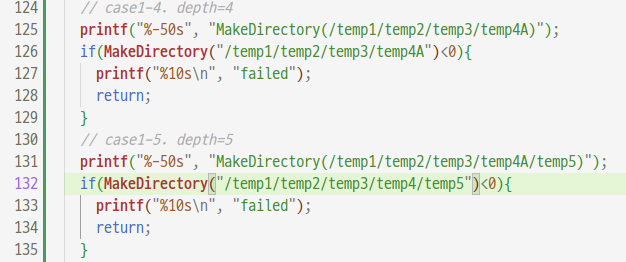 124 // case1-4. depth=4
125 printf("%-50s", "MakeDirectory(/temp1/temp2/temp3/temp4A)");
126 if(MakeDirectory("/temp1/temp2/temp3/temp4A")<0){
127 printf("%10s\n", "failed");
128 return;
129 }
130 // case1-5. depth=5
131 printf("%-50s", "MakeDirectory(/temp1/temp2/temp3/temp4A/temp5)");
132 if(MakeDirectory("/temp1/temp2/temp3/temp4/temp5")<0){
133 printf("%10s\n", "failed");
134 return;
135 }